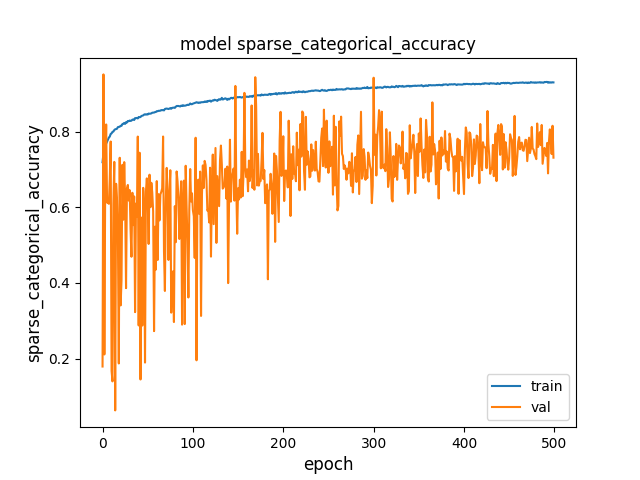 model sparse_categorical_accuracy
sparse_categorical_accuracy
0.8
0.6
0.4
0.2
0 100 200 300 400 500
epoch
train
val